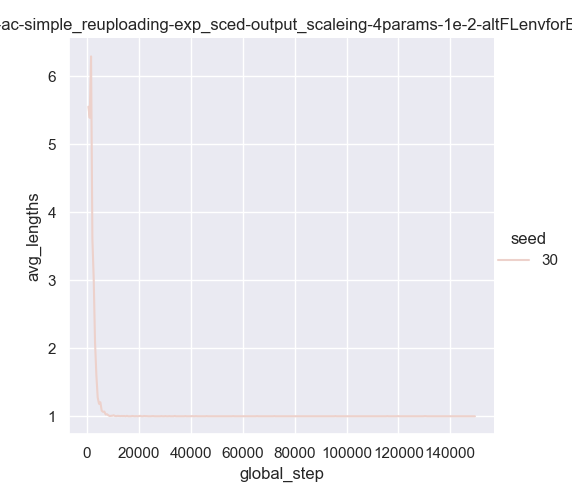 -ac-simple_reuploading-exp_sced-output_scaleing-4params-1e-2-altFLenvforE
6
5
4
3
2
1
avg_lengths
0 20000 40000 60000 80000 100000 120000 140000
global_step
seed
30